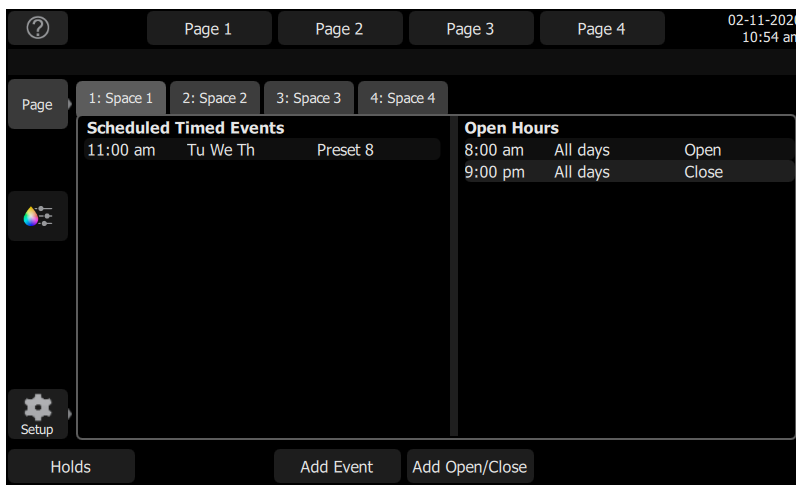 ?
Page 1
Page 2
Page 3
Page 4
02-11-2020
10:54 am
Page
1: Space 1
2: Space 2
3: Space 3
4: Space 4
Scheduled Timed Events
11:00 am Tu We Th Preset 8
Open Hours
8:00 am All days Open
9:00 pm All days Close
Setup
Holds
Add Event
Add Open/Close